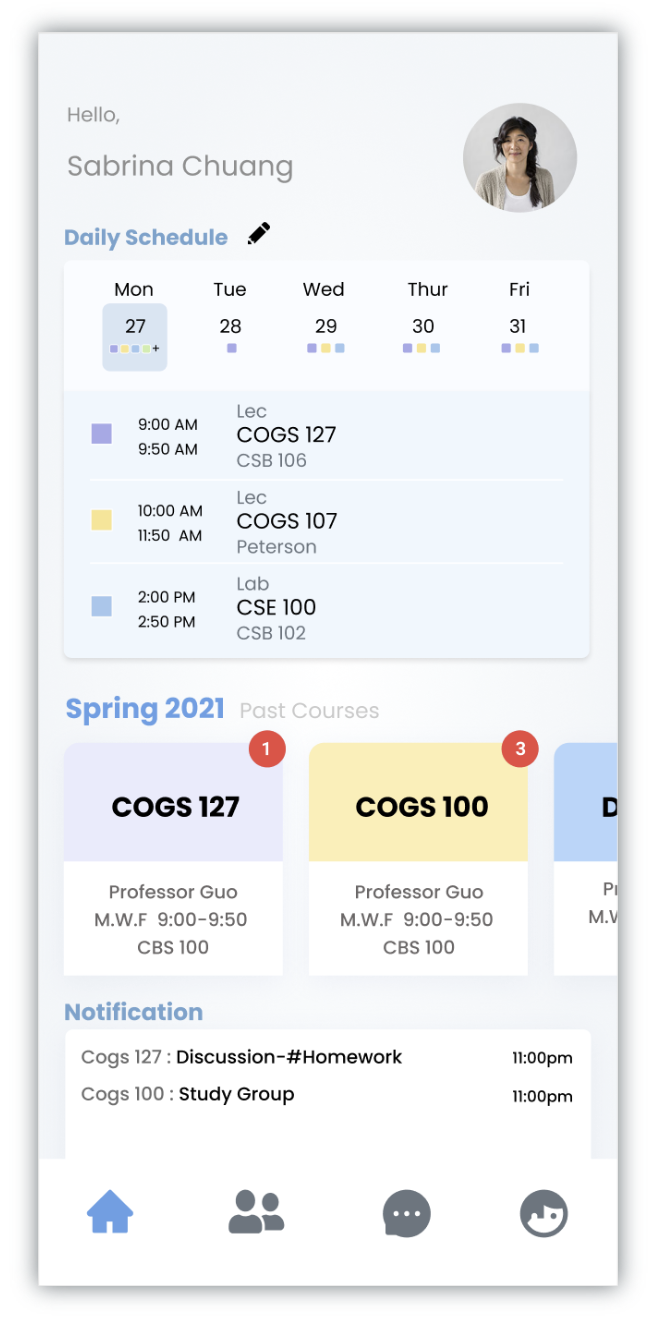 Hello,
Sabrina Chuang
Daily Schedule
Mon Tue Wed Thur Fri
27 28 29 30 31
+
9:00 AM
9:50 AM
Lec
COGS 127
CSB 106
10:00 AM
11:50 AM
Lec
COGS 107
Peterson
2:00 PM
2:50 PM
Lab
CSE 100
CSB 102
Spring 2021 Past Courses
1
COGS 127
Professor Guo
M.W.F 9:00-9:50
CBS 100
3
COGS 100
Professor Guo
M.W.F 9:00-9:50
CBS 100
D
P
M.W
Notification
Cogs 127 : Discussion-#Homework 11:00pm
Cogs 100 : Study Group 11:00pm